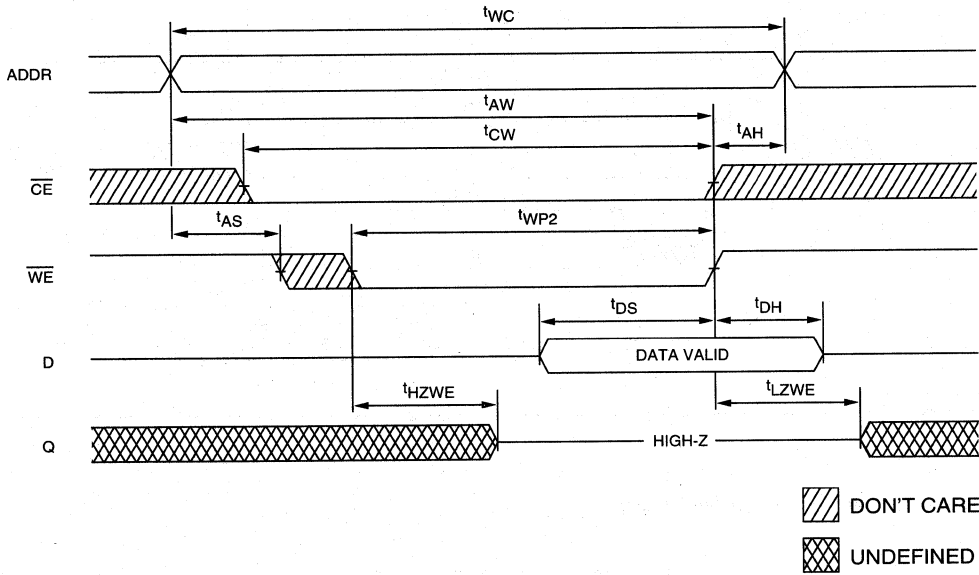 tWC
ADDR
tAW
tCW
tAH
CE
tAS
tWP2
WE
tDS
tDH
D
DATA VALID
tHZWE
tLZWE
Q
HIGH-Z
DON'T CARE
UNDEFINED